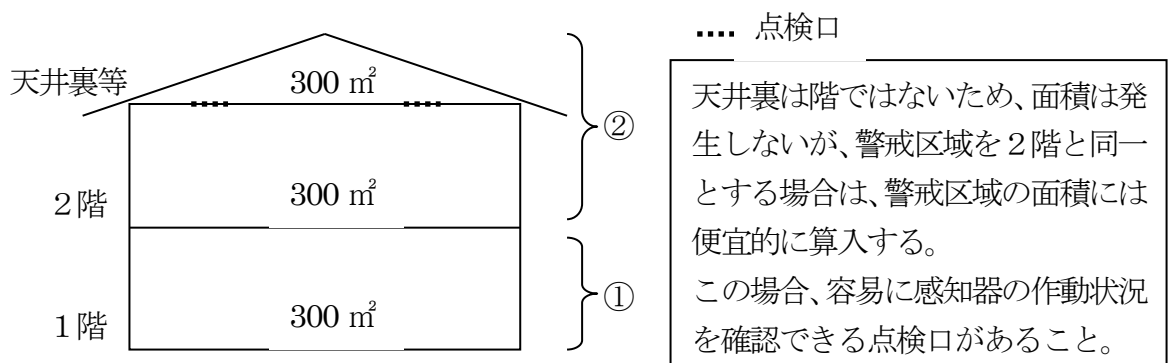 天井裏等
300 ㎡
2階
300 ㎡
1階
300 ㎡
②
①
点検口
天井裏は階ではないため、面積は発
生しないが、警戒区域を2階と同一
とする場合は、警戒区域の面積には
便宜的に算入する。
この場合、容易に感知器の作動状況
を確認できる点検口があること。